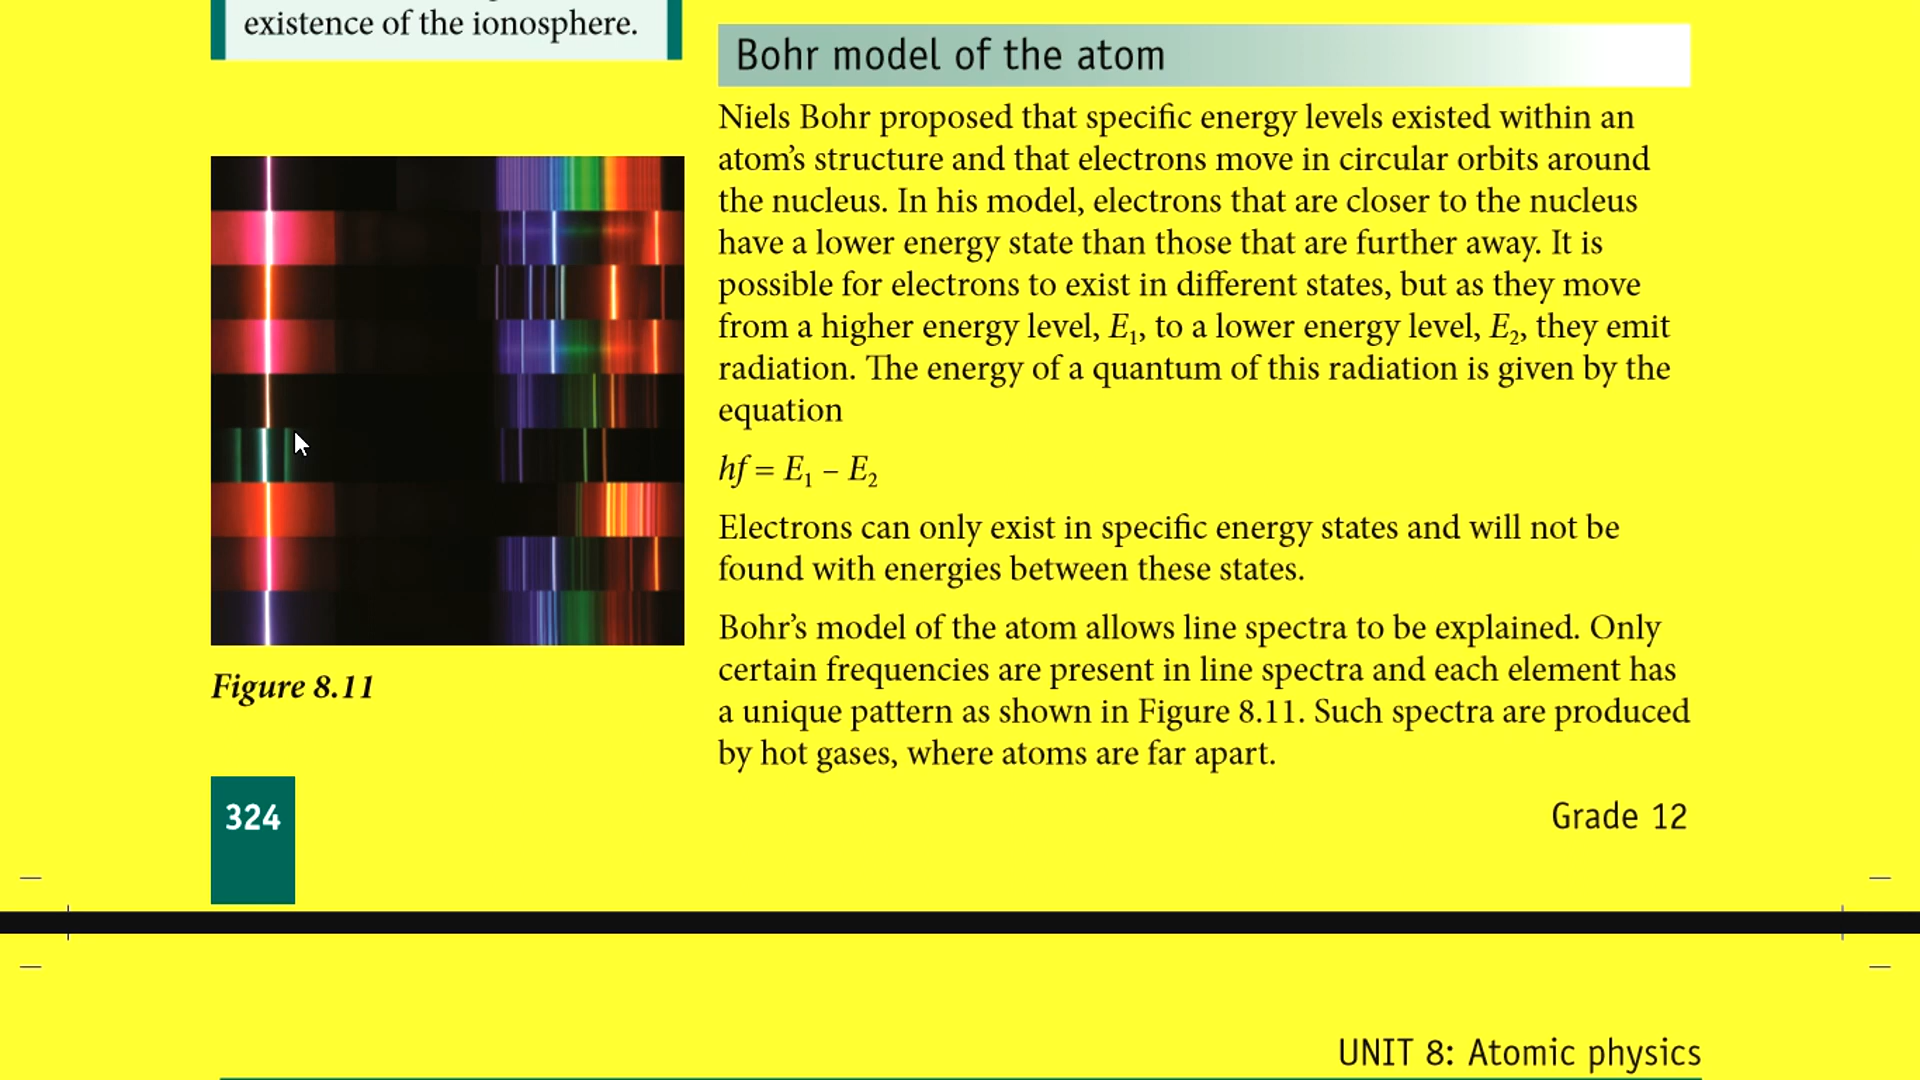 existence of the ionosphere.
Bohr model of the atom
Niels Bohr proposed that specific energy levels existed within an
atom’s structure and that electrons move in circular orbits around
the nucleus. In his model, electrons that are closer to the nucleus
have a lower energy state than those that are further away. It is
possible for electrons to exist in different states, but as they move
from a higher energy level, E₁, to a lower energy level, E₂, they emit
radiation. The energy of a quantum of this radiation is given by the
equation
hf = E₁ – E₂
Electrons can only exist in specific energy states and will not be
found with energies between these states.
Bohr’s model of the atom allows line spectra to be explained. Only
certain frequencies are present in line spectra and each element has
a unique pattern as shown in Figure 8.11. Such spectra are produced
by hot gases, where atoms are far apart.
Figure 8.11
324
Grade 12
UNIT 8: Atomic physics